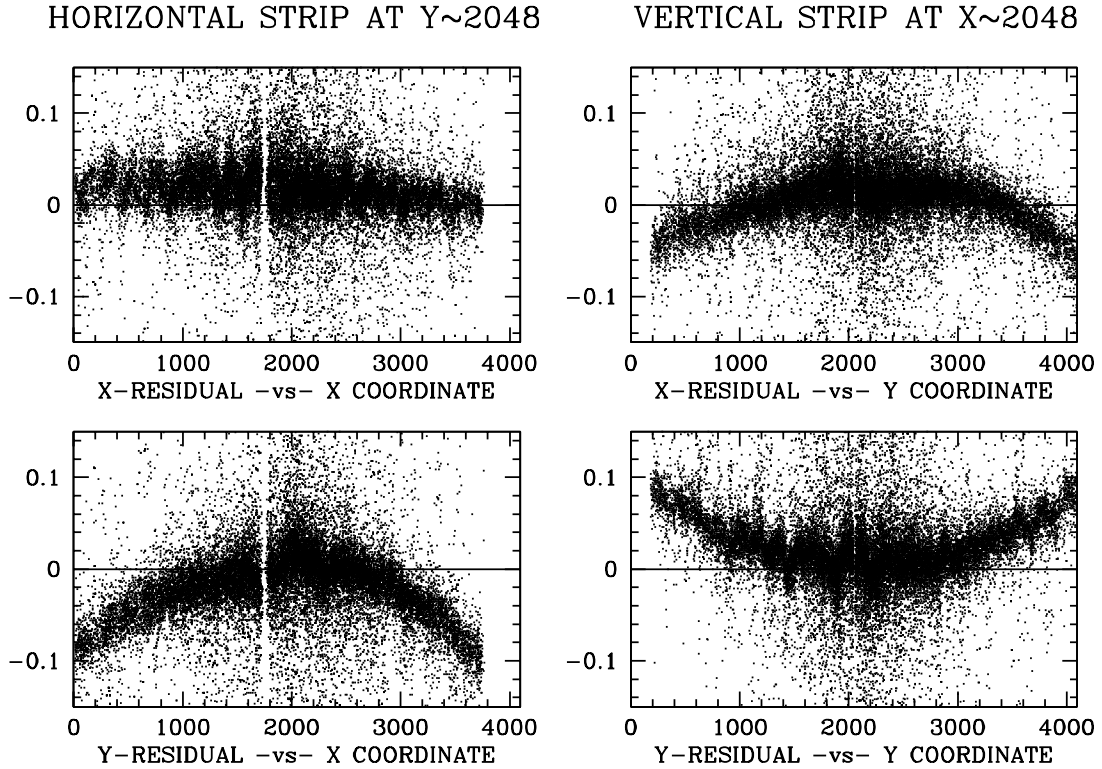 HORIZONTAL STRIP AT Y~2048
VERTICAL STRIP AT X~2048
0.1
0
−0.1
0 1000 2000 3000 4000
X−RESIDUAL −vs− X COORDINATE
0.1
0
−0.1
0 1000 2000 3000 4000
X−RESIDUAL −vs− Y COORDINATE
0.1
0
−0.1
0 1000 2000 3000 4000
Y−RESIDUAL −vs− X COORDINATE
0.1
0
−0.1
0 1000 2000 3000 4000
Y−RESIDUAL −vs− Y COORDINATE